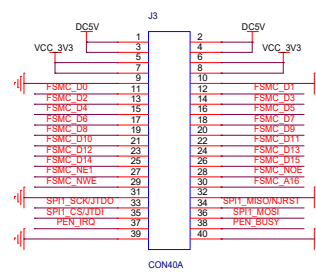 J3
DC5V DC5V
VCC_3V3 VCC_3V3
1 2
3 4
5 6
7 8
9 10
FSMC_D0 11 12 FSMC_D1
FSMC_D2 13 14 FSMC_D3
FSMC_D4 15 16 FSMC_D5
FSMC_D6 17 18 FSMC_D7
FSMC_D8 19 20 FSMC_D9
FSMC_D10 21 22 FSMC_D11
FSMC_D12 23 24 FSMC_D13
FSMC_D14 25 26 FSMC_D15
FSMC_NE1 27 28 FSMC_NOE
FSMC_NWE 29 30 FSMC_A16
31 32
SPI1_SCK/JTDO 33 34 SPI1_MISO/NJRST
SPI1_CS/JTDI 35 36 SPI1_MOSI
PEN_IRQ 37 38 PEN_BUSY
39 40
CON40A